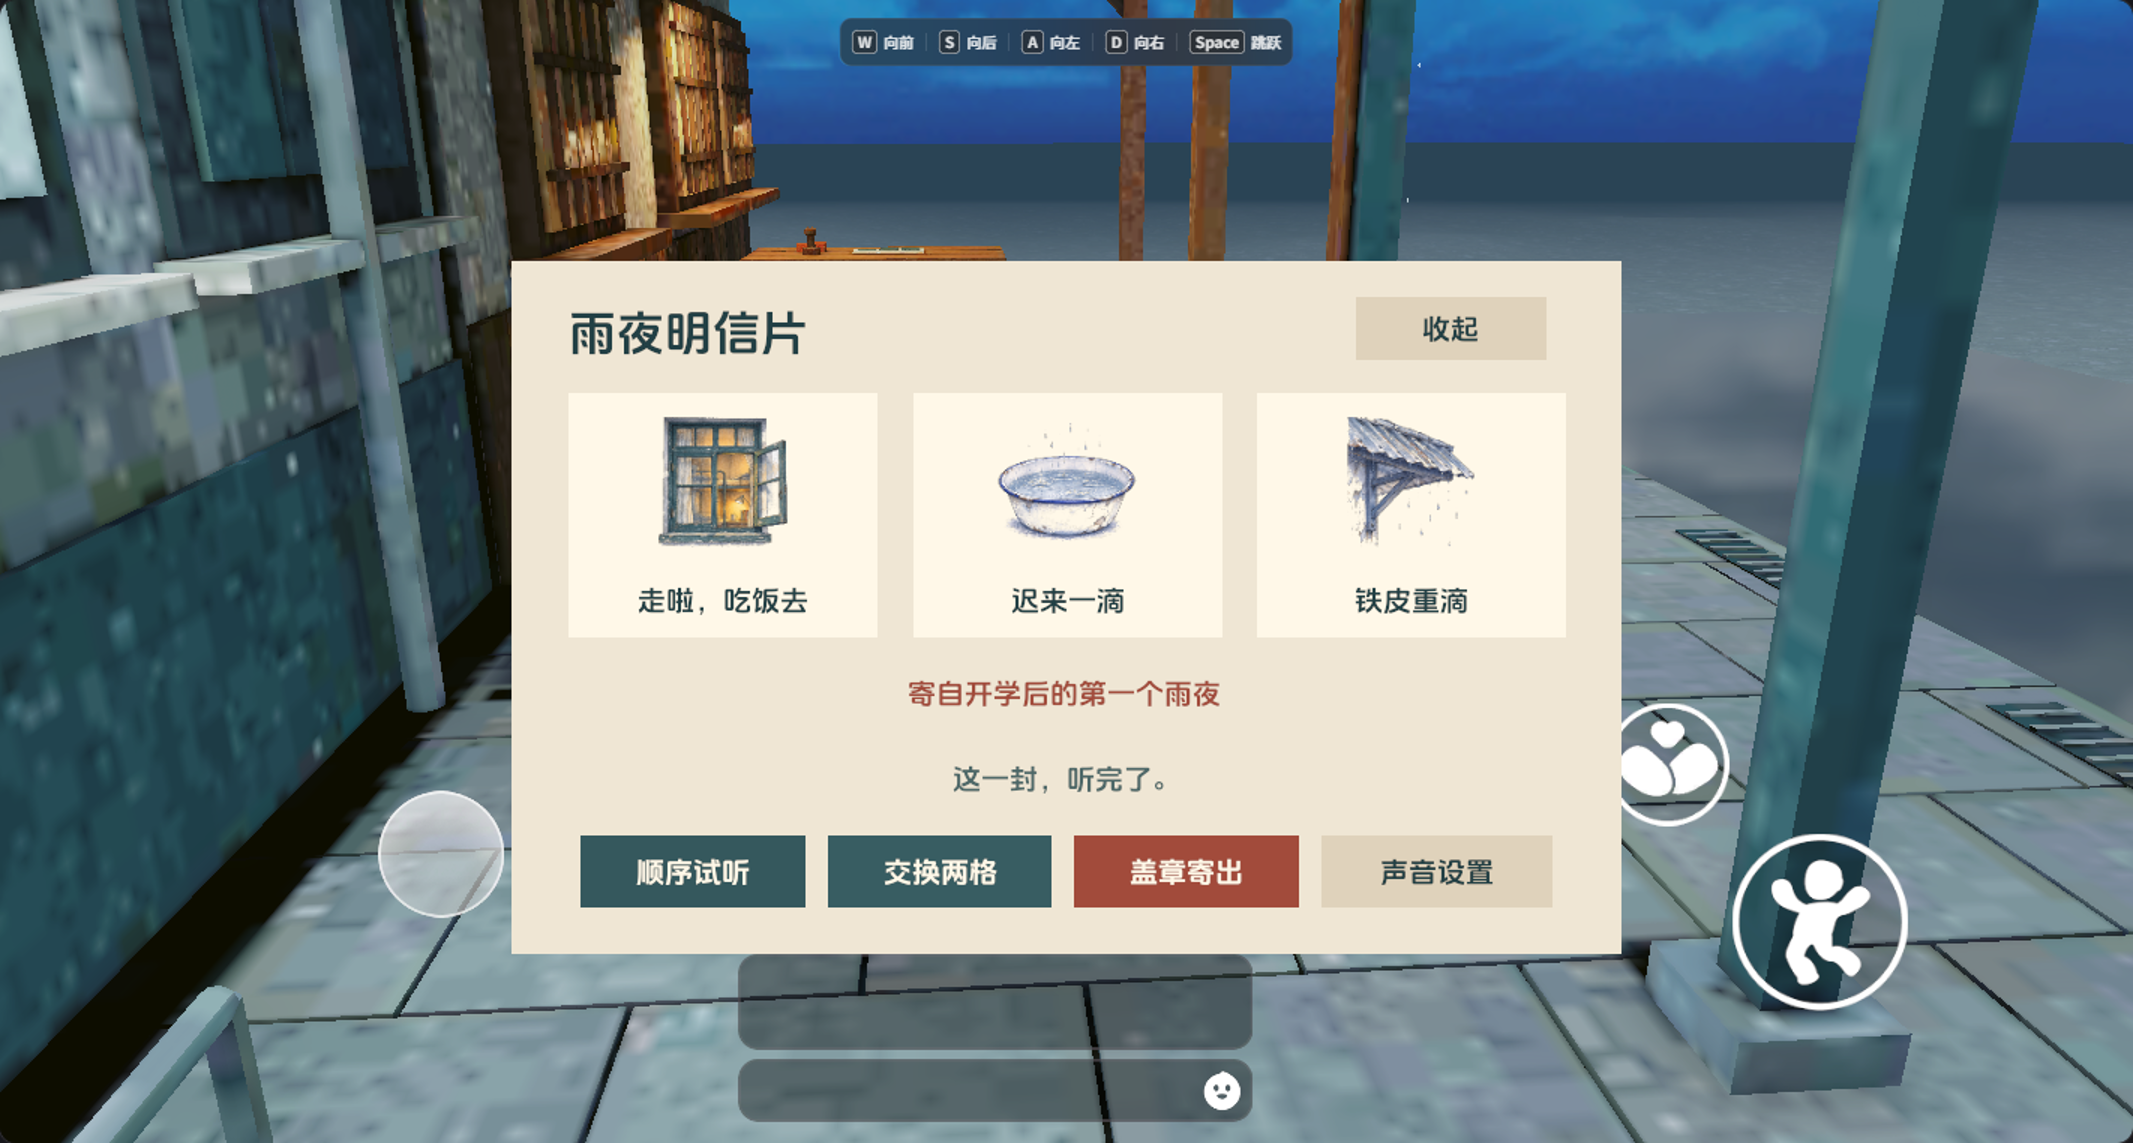 W 向前 S 向后 A 向左 D 向右 Space 跳跃
雨夜明信片
收起
走啦，吃饭去
迟来一滴
铁皮重滴
寄自开学后的第一个雨夜
这一封，听完了。
顺序试听
交换两格
盖章寄出
声音设置